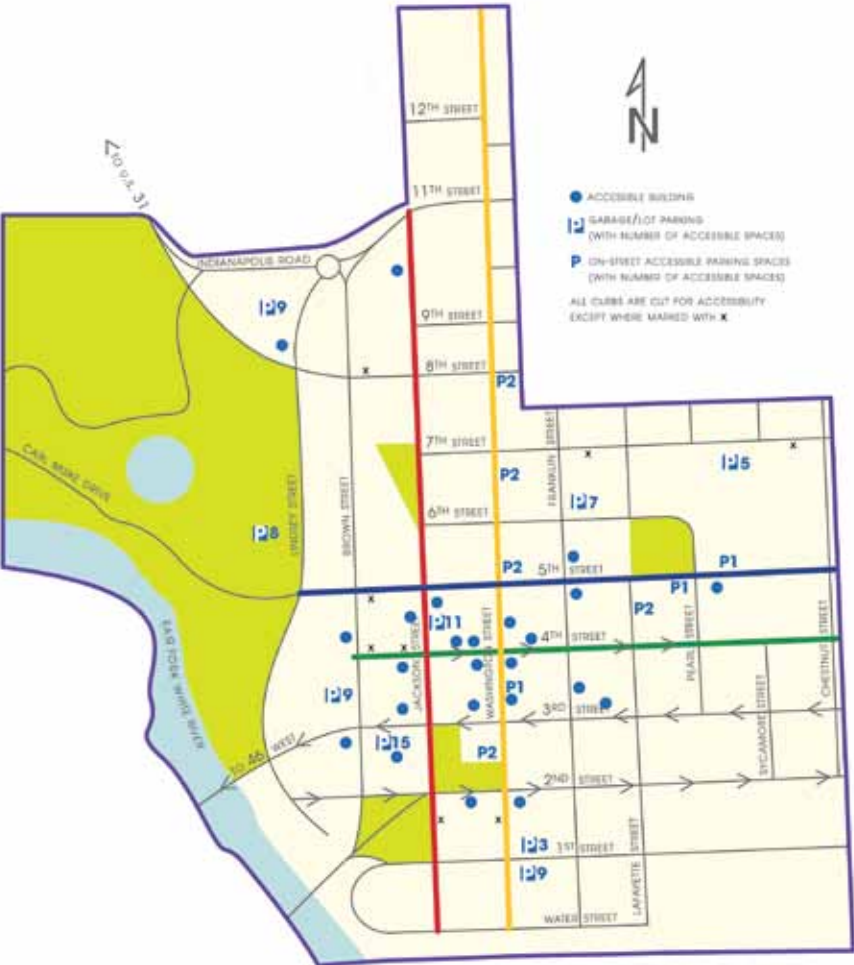 12TH STREET
TO U.S. 31
11TH STREET
N
ACCESSIBLE BUILDING
P GARAGE/LOT PARKING
(WITH NUMBER OF ACCESSIBLE SPACES)
P ON-STREET ACCESSIBLE PARKING SPACES
(WITH NUMBER OF ACCESSIBLE SPACES)
ALL CURBS ARE CUT FOR ACCESSIBILITY
EXCEPT WHERE MARKED WITH X
INDIANAPOLIS ROAD
P9
9TH STREET
8TH STREET
x
P2
7TH STREET
FRANKLIN STREET
x
x
P5
P2
CARL MISKE DRIVE
LINDSEY STREET
BROWN STREET
P7
6TH STREET
P8
P2
5TH STREET
P1
P1
P2
x
P11
4TH STREET
x
x
JACKSON STREET
WASHINGTON STREET
PEARL STREET
CHESTNUT STREET
EAST FORK WHITE RIVER
P9
P1
3RD STREET
SYCAMORE STREET
TO 46 WEST
P15
P2
2ND STREET
x
x
P3
1ST STREET
LAFAYETTE STREET
P9
WATER STREET